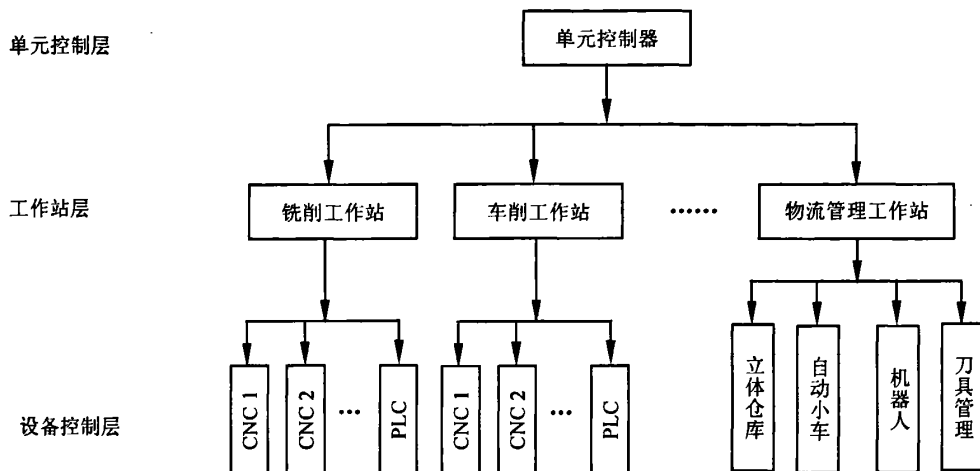 单元控制层
单元控制器
工作站层
铣削工作站
车削工作站
……
物流管理工作站
设备控制层
CNC 1
CNC 2
…
PLC
CNC 1
CNC 2
…
PLC
立体仓库
自动小车
机器人
刀具管理